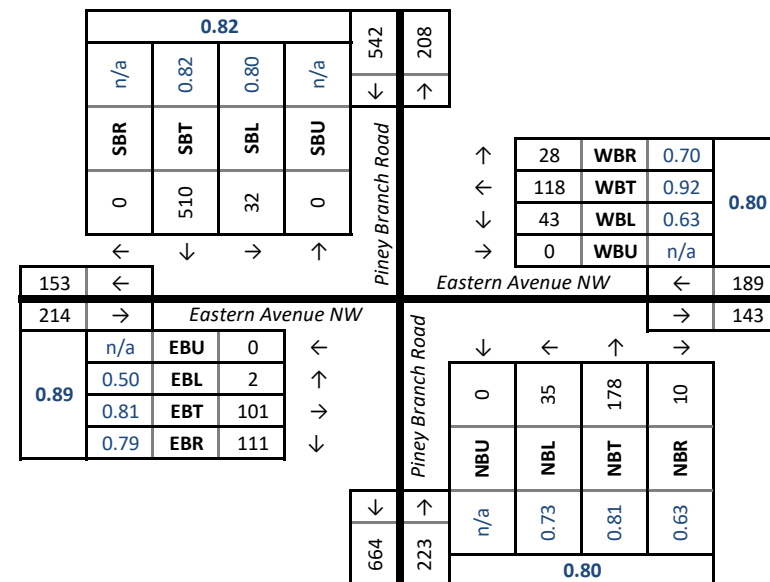 0.82
542 208
n/a 0.82 0.80 n/a
↓ ↑
SBR SBT SBL SBU
0 510 32 0
Piney Branch Road
← ↓ → ↑
↑ 28 WBR 0.70
← 118 WBT 0.92
↓ 43 WBL 0.63
→ 0 WBU n/a
0.80
153 ←
Eastern Avenue NW
← 189
214 →
Eastern Avenue NW
→ 143
0.89
n/a EBU 0 ←
0.50 EBL 2 ↑
0.81 EBT 101 →
0.79 EBR 111 ↓
Piney Branch Road
↓ ← ↑ →
0 35 178 10
NBU NBL NBT NBR
↓ ↑
n/a 0.73 0.81 0.63
664 223
0.80